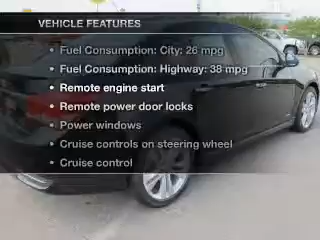 VEHICLE FEATURES
• Fuel Consumption: City: 26 mpg
• Fuel Consumption: Highway: 38 mpg
• Remote engine start
• Remote power door locks
• Power windows
• Cruise controls on steering wheel
• Cruise control